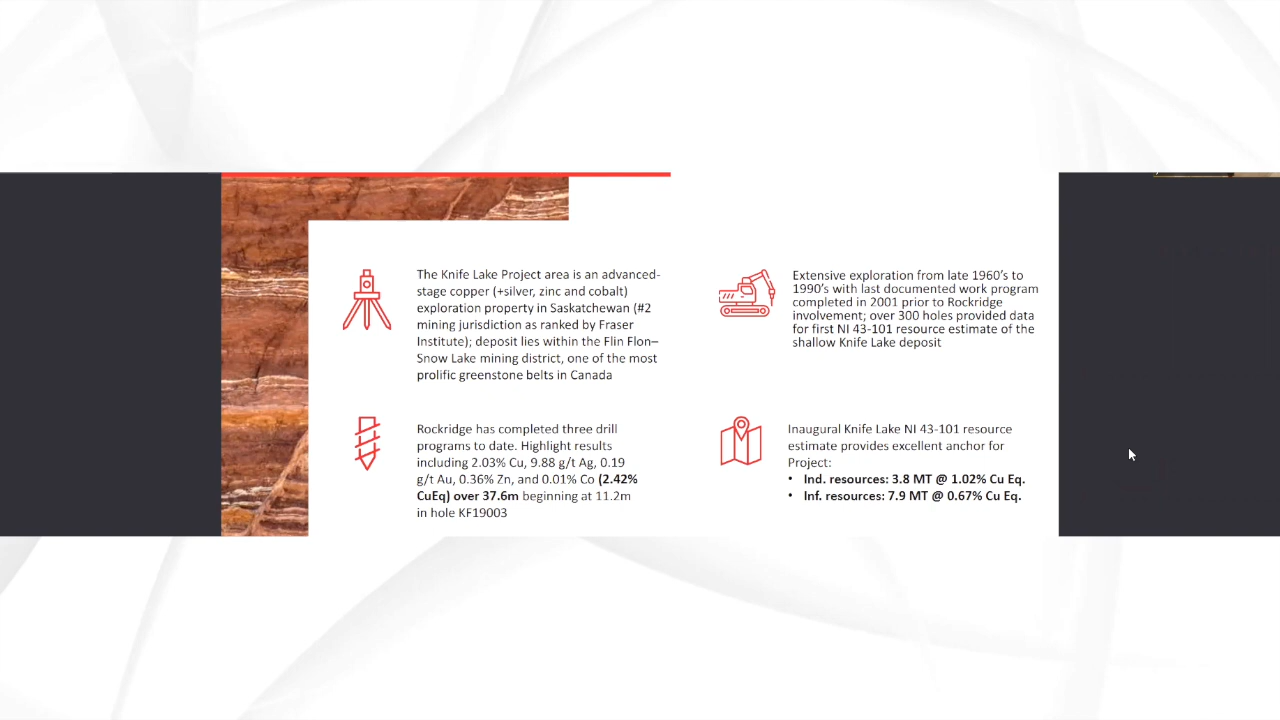 The Knife Lake Project area is an advanced-
stage copper (+silver, zinc and cobalt)
exploration property in Saskatchewan (#2
mining jurisdiction as ranked by Fraser
Institute); deposit lies within the Flin Flon–
Snow Lake mining district, one of the most
prolific greenstone belts in Canada
Extensive exploration from late 1960’s to
1990’s with last documented work program
completed in 2001 prior to Rockridge
involvement; over 300 holes provided data
for first NI 43-101 resource estimate of the
shallow Knife Lake deposit
Rockridge has completed three drill
programs to date. Highlight results
including 2.03% Cu, 9.88 g/t Ag, 0.19
g/t Au, 0.36% Zn, and 0.01% Co (2.42%
CuEq) over 37.6m beginning at 11.2m
in hole KF19003
Inaugural Knife Lake NI 43-101 resource
estimate provides excellent anchor for
Project:
• Ind. resources: 3.8 MT @ 1.02% Cu Eq.
• Inf. resources: 7.9 MT @ 0.67% Cu Eq.